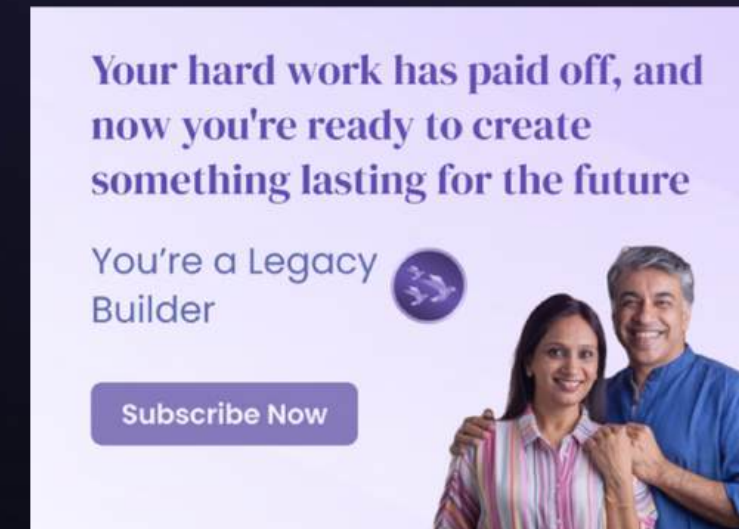 Your hard work has paid off, and
now you're ready to create
something lasting for the future
You’re a Legacy
Builder
Subscribe Now